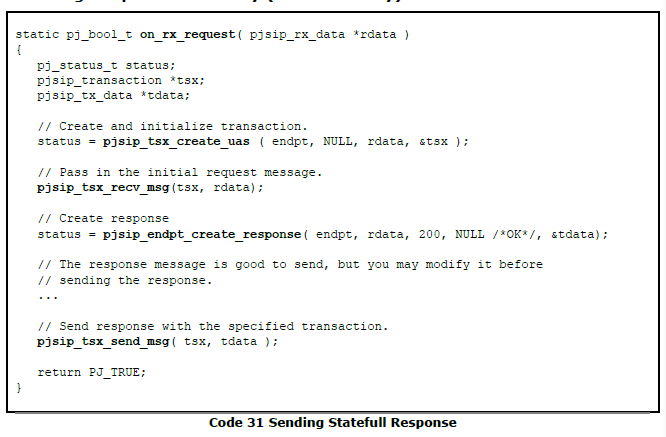 static pj_bool_t on_rx_request( pjsip_rx_data *rdata )
{
pj_status_t status;
pjsip_transaction *tsx;
pjsip_tx_data *tdata;
// Create and initialize transaction.
status = pjsip_tsx_create_uas ( endpt, NULL, rdata, &tsx );
// Pass in the initial request message.
pjsip_tsx_recv_msg(tsx, rdata);
// Create response
status = pjsip_endpt_create_response( endpt, rdata, 200, NULL /*OK*/, &tdata);
// The response message is good to send, but you may modify it before
// sending the response.
...
// Send response with the specified transaction.
pjsip_tsx_send_msg( tsx, tdata );
return PJ_TRUE;
}
Code 31 Sending Statefull Response